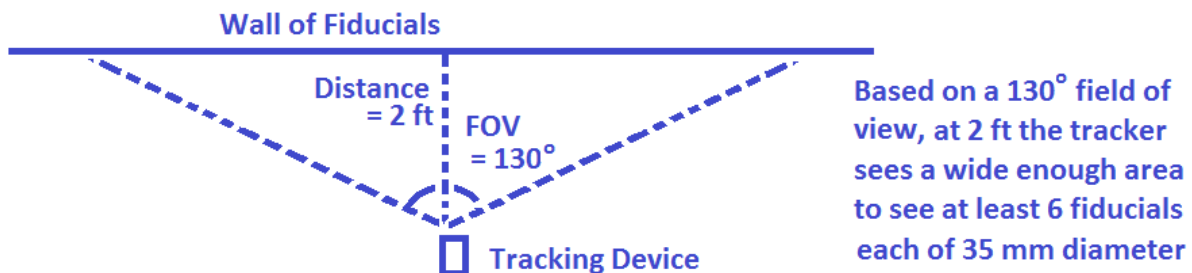 Wall of Fiducials
Distance
= 2 ft
FOV
= 130°
Tracking Device
Based on a 130° field of
view, at 2 ft the tracker
sees a wide enough area
to see at least 6 fiducials
each of 35 mm diameter